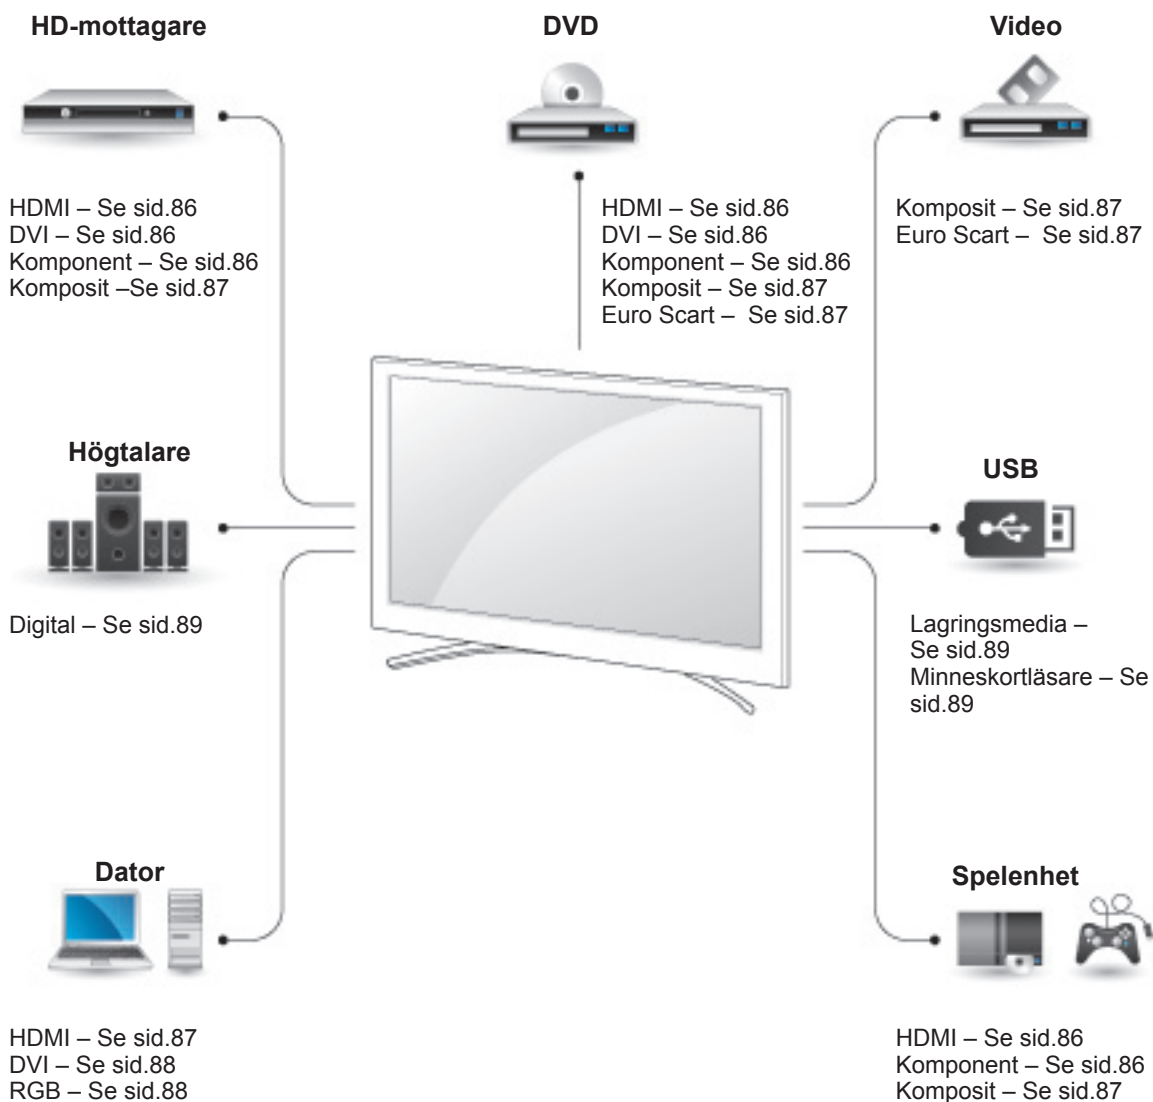 HD-mottagare
HDMI – Se sid.86
DVI – Se sid.86
Komponent – Se sid.86
Komposit –Se sid.87
DVD
HDMI – Se sid.86
DVI – Se sid.86
Komponent – Se sid.86
Komposit – Se sid.87
Euro Scart –  Se sid.87
Video
Komposit – Se sid.87
Euro Scart –  Se sid.87
Högtalare
Digital – Se sid.89
USB
Lagringsmedia –
Se sid.89
Minneskortläsare – Se
sid.89
Dator
HDMI – Se sid.87
DVI – Se sid.88
RGB – Se sid.88
Spelenhet
HDMI – Se sid.86
Komponent – Se sid.86
Komposit – Se sid.87